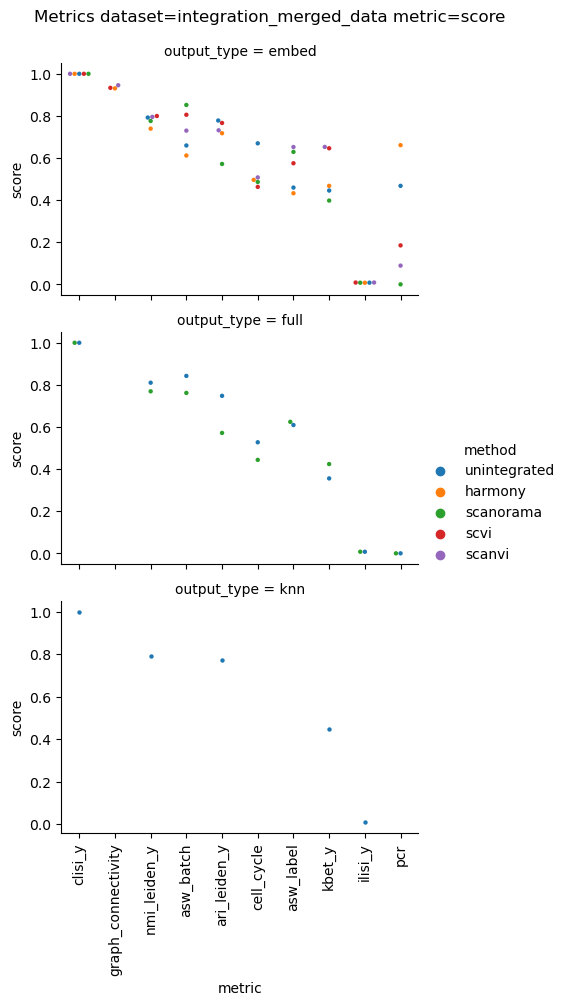 Metrics dataset=integration_merged_data metric=score
output_type = embed
1.0
0.8
0.6
0.4
0.2
0.0
score
output_type = full
1.0
0.8
0.6
0.4
0.2
0.0
score
method
unintegrated
harmony
scanorama
scvi
scanvi
output_type = knn
1.0
0.8
0.6
0.4
0.2
0.0
score
clisi_y
graph_connectivity
nmi_leiden_y
asw_batch
ari_leiden_y
cell_cycle
asw_label
kbet_y
ilisi_y
pcr
metric